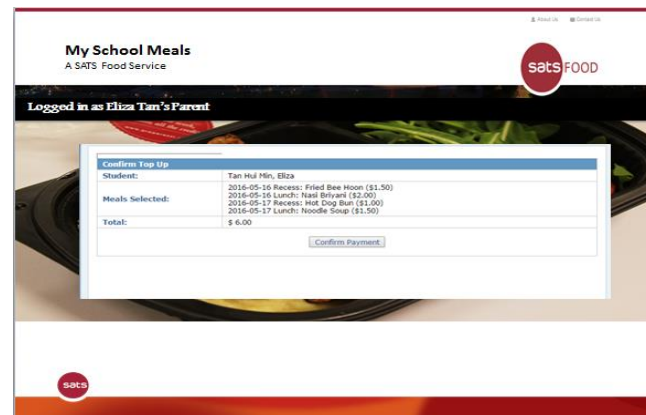 About Us Contact Us
My School Meals
A SATS Food Service
sats FOOD
Logged in as Eliza Tan's Parent
Confirm Top Up
Student: Tan Hui Min, Eliza
Meals Selected:
2016-05-16 Recess: Fried Bee Hoon ($1.50)
2016-05-16 Lunch: Nasi Briyani ($2.00)
2016-05-17 Recess: Hot Dog Bun ($1.00)
2016-05-17 Lunch: Noodle Soup ($1.50)
Total: $ 6.00
Confirm Payment
sats